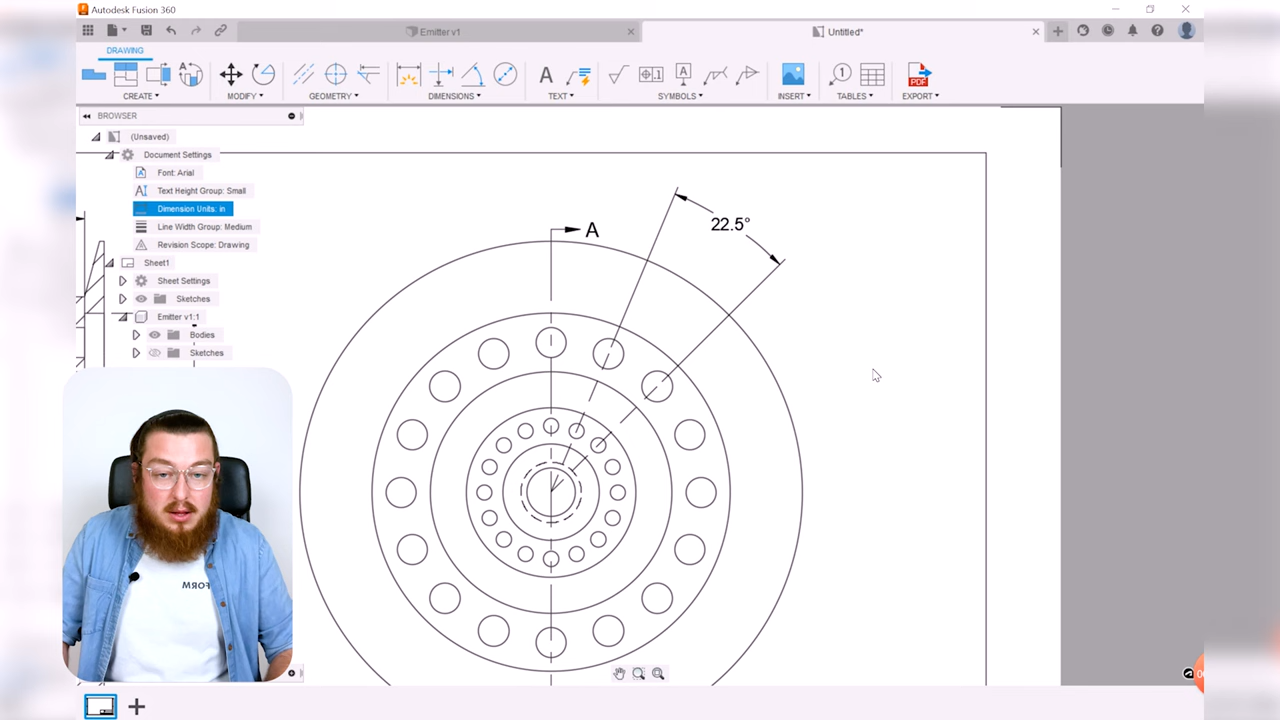 Autodesk Fusion 360
Emitter v1
Untitled*
DRAWING
CREATE
MODIFY
GEOMETRY
DIMENSIONS
TEXT
SYMBOLS
INSERT
TABLES
EXPORT
BROWSER
(Unsaved)
Document Settings
Font: Arial
Text Height Group: Small
Dimension Units: in
Line Width Group: Medium
Revision Scope: Drawing
Sheet1
Sheet Settings
Sketches
Emitter v1:1
Bodies
Sketches
A
22.5°
FORM